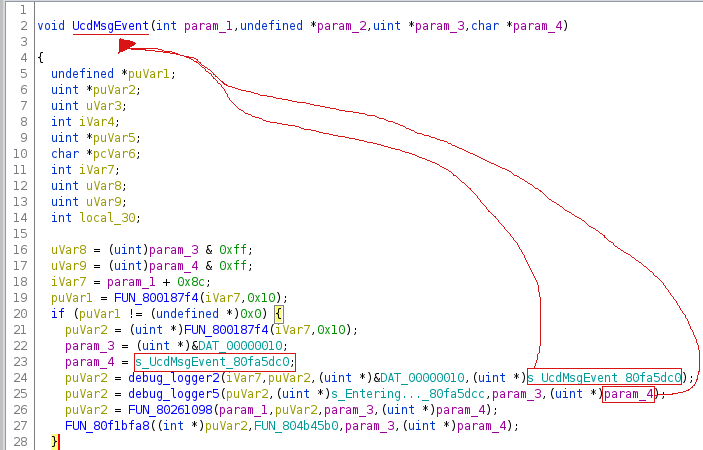 1
2 void UcdMsgEvent(int param_1,undefined *param_2,uint *param_3,char *param_4)
3
4 {
5 undefined *puVar1;
6 uint *puVar2;
7 uint uVar3;
8 int iVar4;
9 uint *puVar5;
10 char *pcVar6;
11 int iVar7;
12 uint uVar8;
13 uint uVar9;
14 int local_30;
15
16 uVar8 = (uint)param_3 & 0xff;
17 uVar9 = (uint)param_4 & 0xff;
18 iVar7 = param_1 + 0x8c;
19 puVar1 = FUN_800187f4(iVar7,0x10);
20 if (puVar1 != (undefined *)0x0) {
21 puVar2 = (uint *)FUN_800187f4(iVar7,0x10);
22 param_3 = (uint *)&DAT_00000010;
23 param_4 = s_UcdMsgEvent_80fa5dc0;
24 puVar2 = debug_logger2(iVar7,puVar2,(uint *)&DAT_00000010,(uint *)s_UcdMsgEvent_80fa5dc0);
25 puVar2 = debug_logger5(puVar2,(uint *)s_Entering..._80fa5dcc,param_3,(uint *)param_4);
26 puVar2 = FUN_80261098(param_1,puVar2,param_3,(uint *)param_4);
27 FUN_80f1bfa8((int *)puVar2,FUN_804b45b0,param_3,(uint *)param_4);
28 }